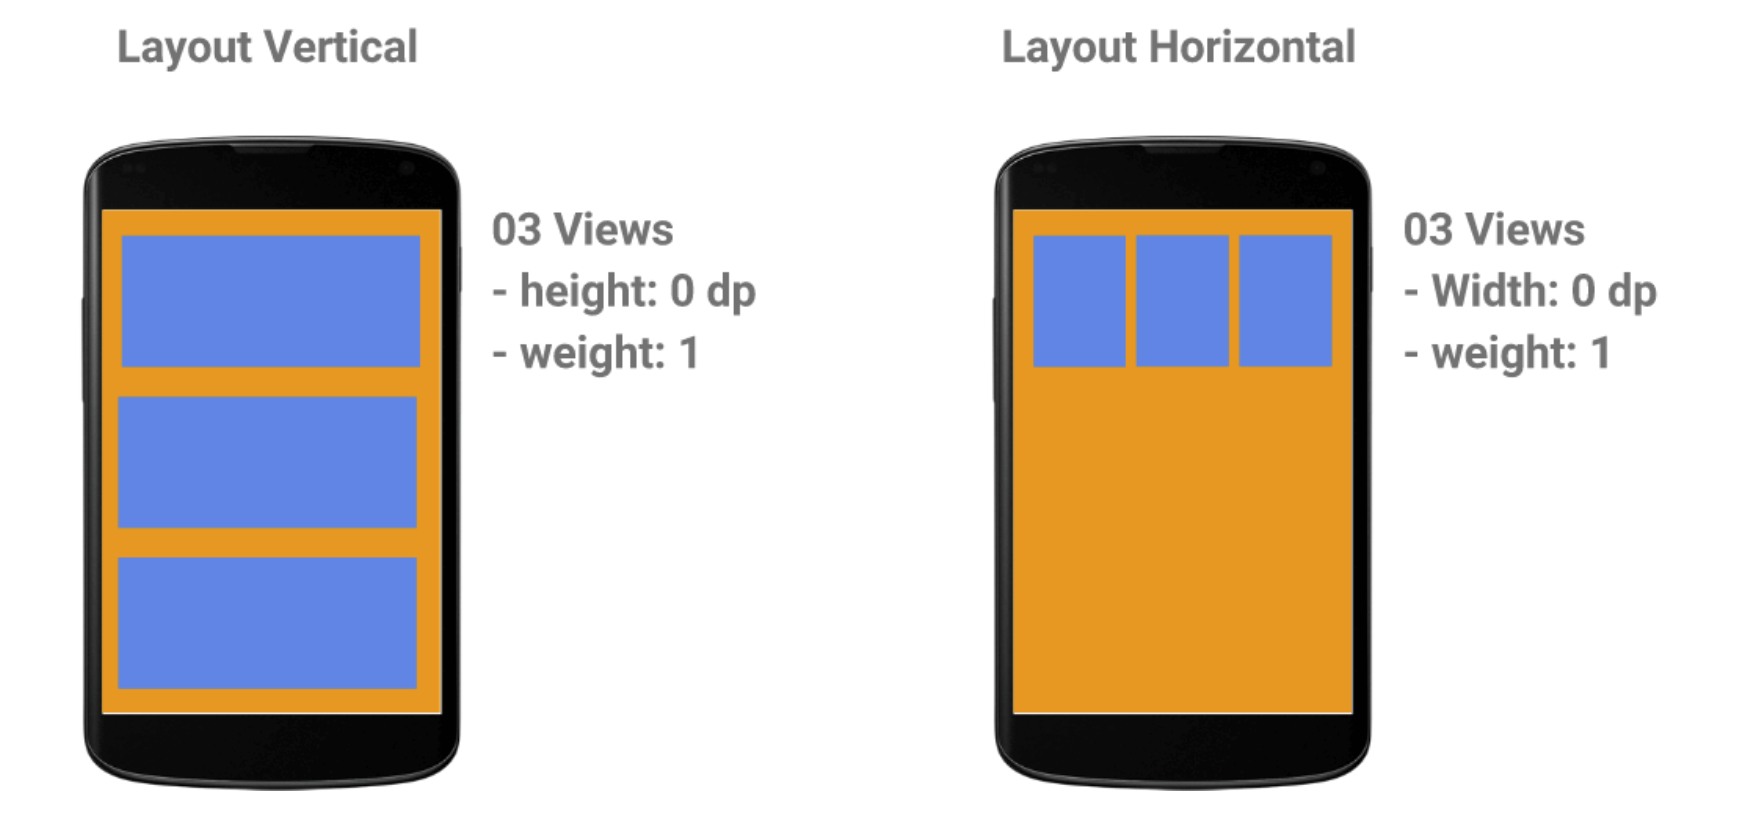 Layout Vertical
03 Views
- height: 0 dp
- weight: 1
Layout Horizontal
03 Views
- Width: 0 dp
- weight: 1